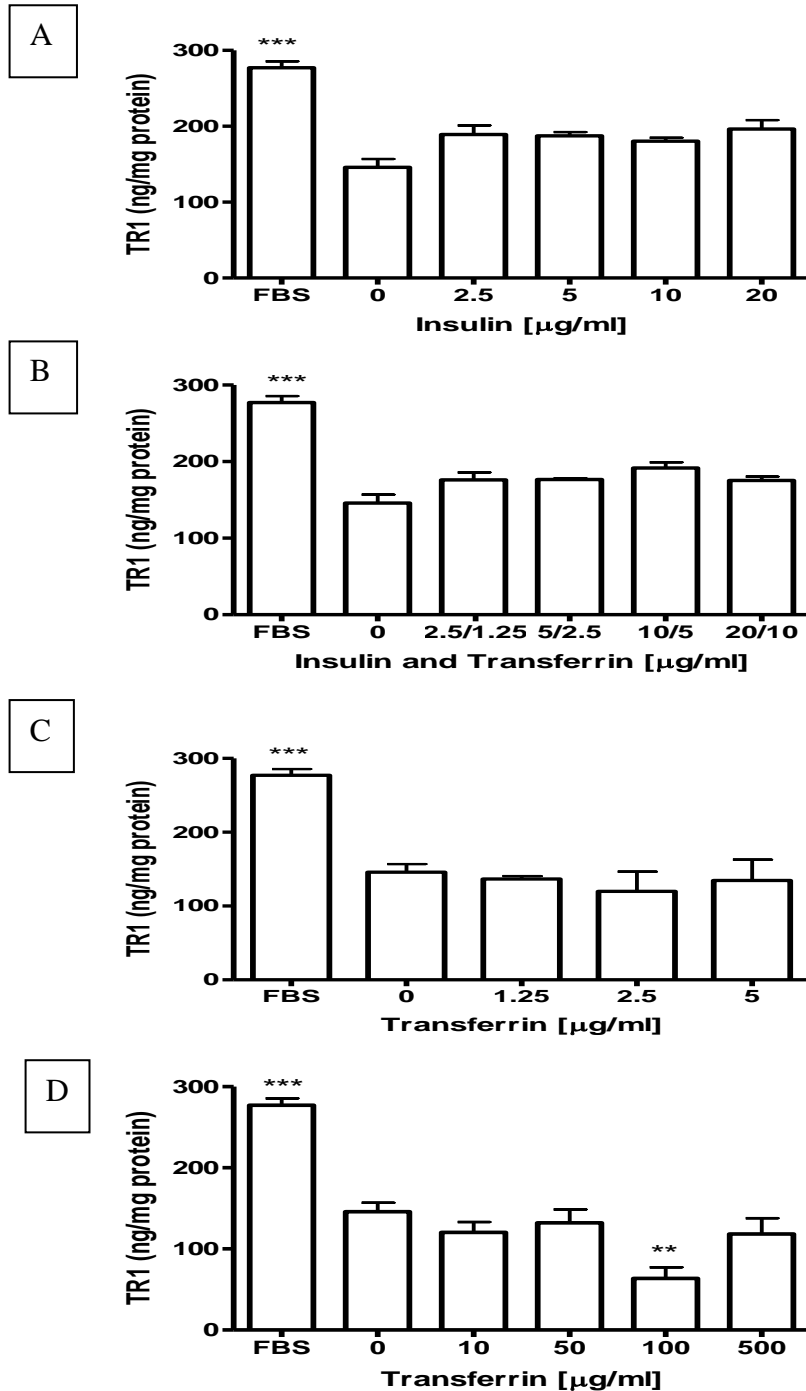 A
TR1 (ng/mg protein)
300
200
100
0
***
FBS 0 2.5 5 10 20
Insulin [μg/ml]
B
TR1 (ng/mg protein)
300
200
100
0
***
FBS 0 2.5/1.25 5/2.5 10/5 20/10
Insulin and Transferrin [μg/ml]
C
TR1 (ng/mg protein)
300
200
100
0
***
FBS 0 1.25 2.5 5
Transferrin [μg/ml]
D
TR1 (ng/mg protein)
300
200
100
0
***
**
FBS 0 10 50 100 500
Transferrin [μg/ml]